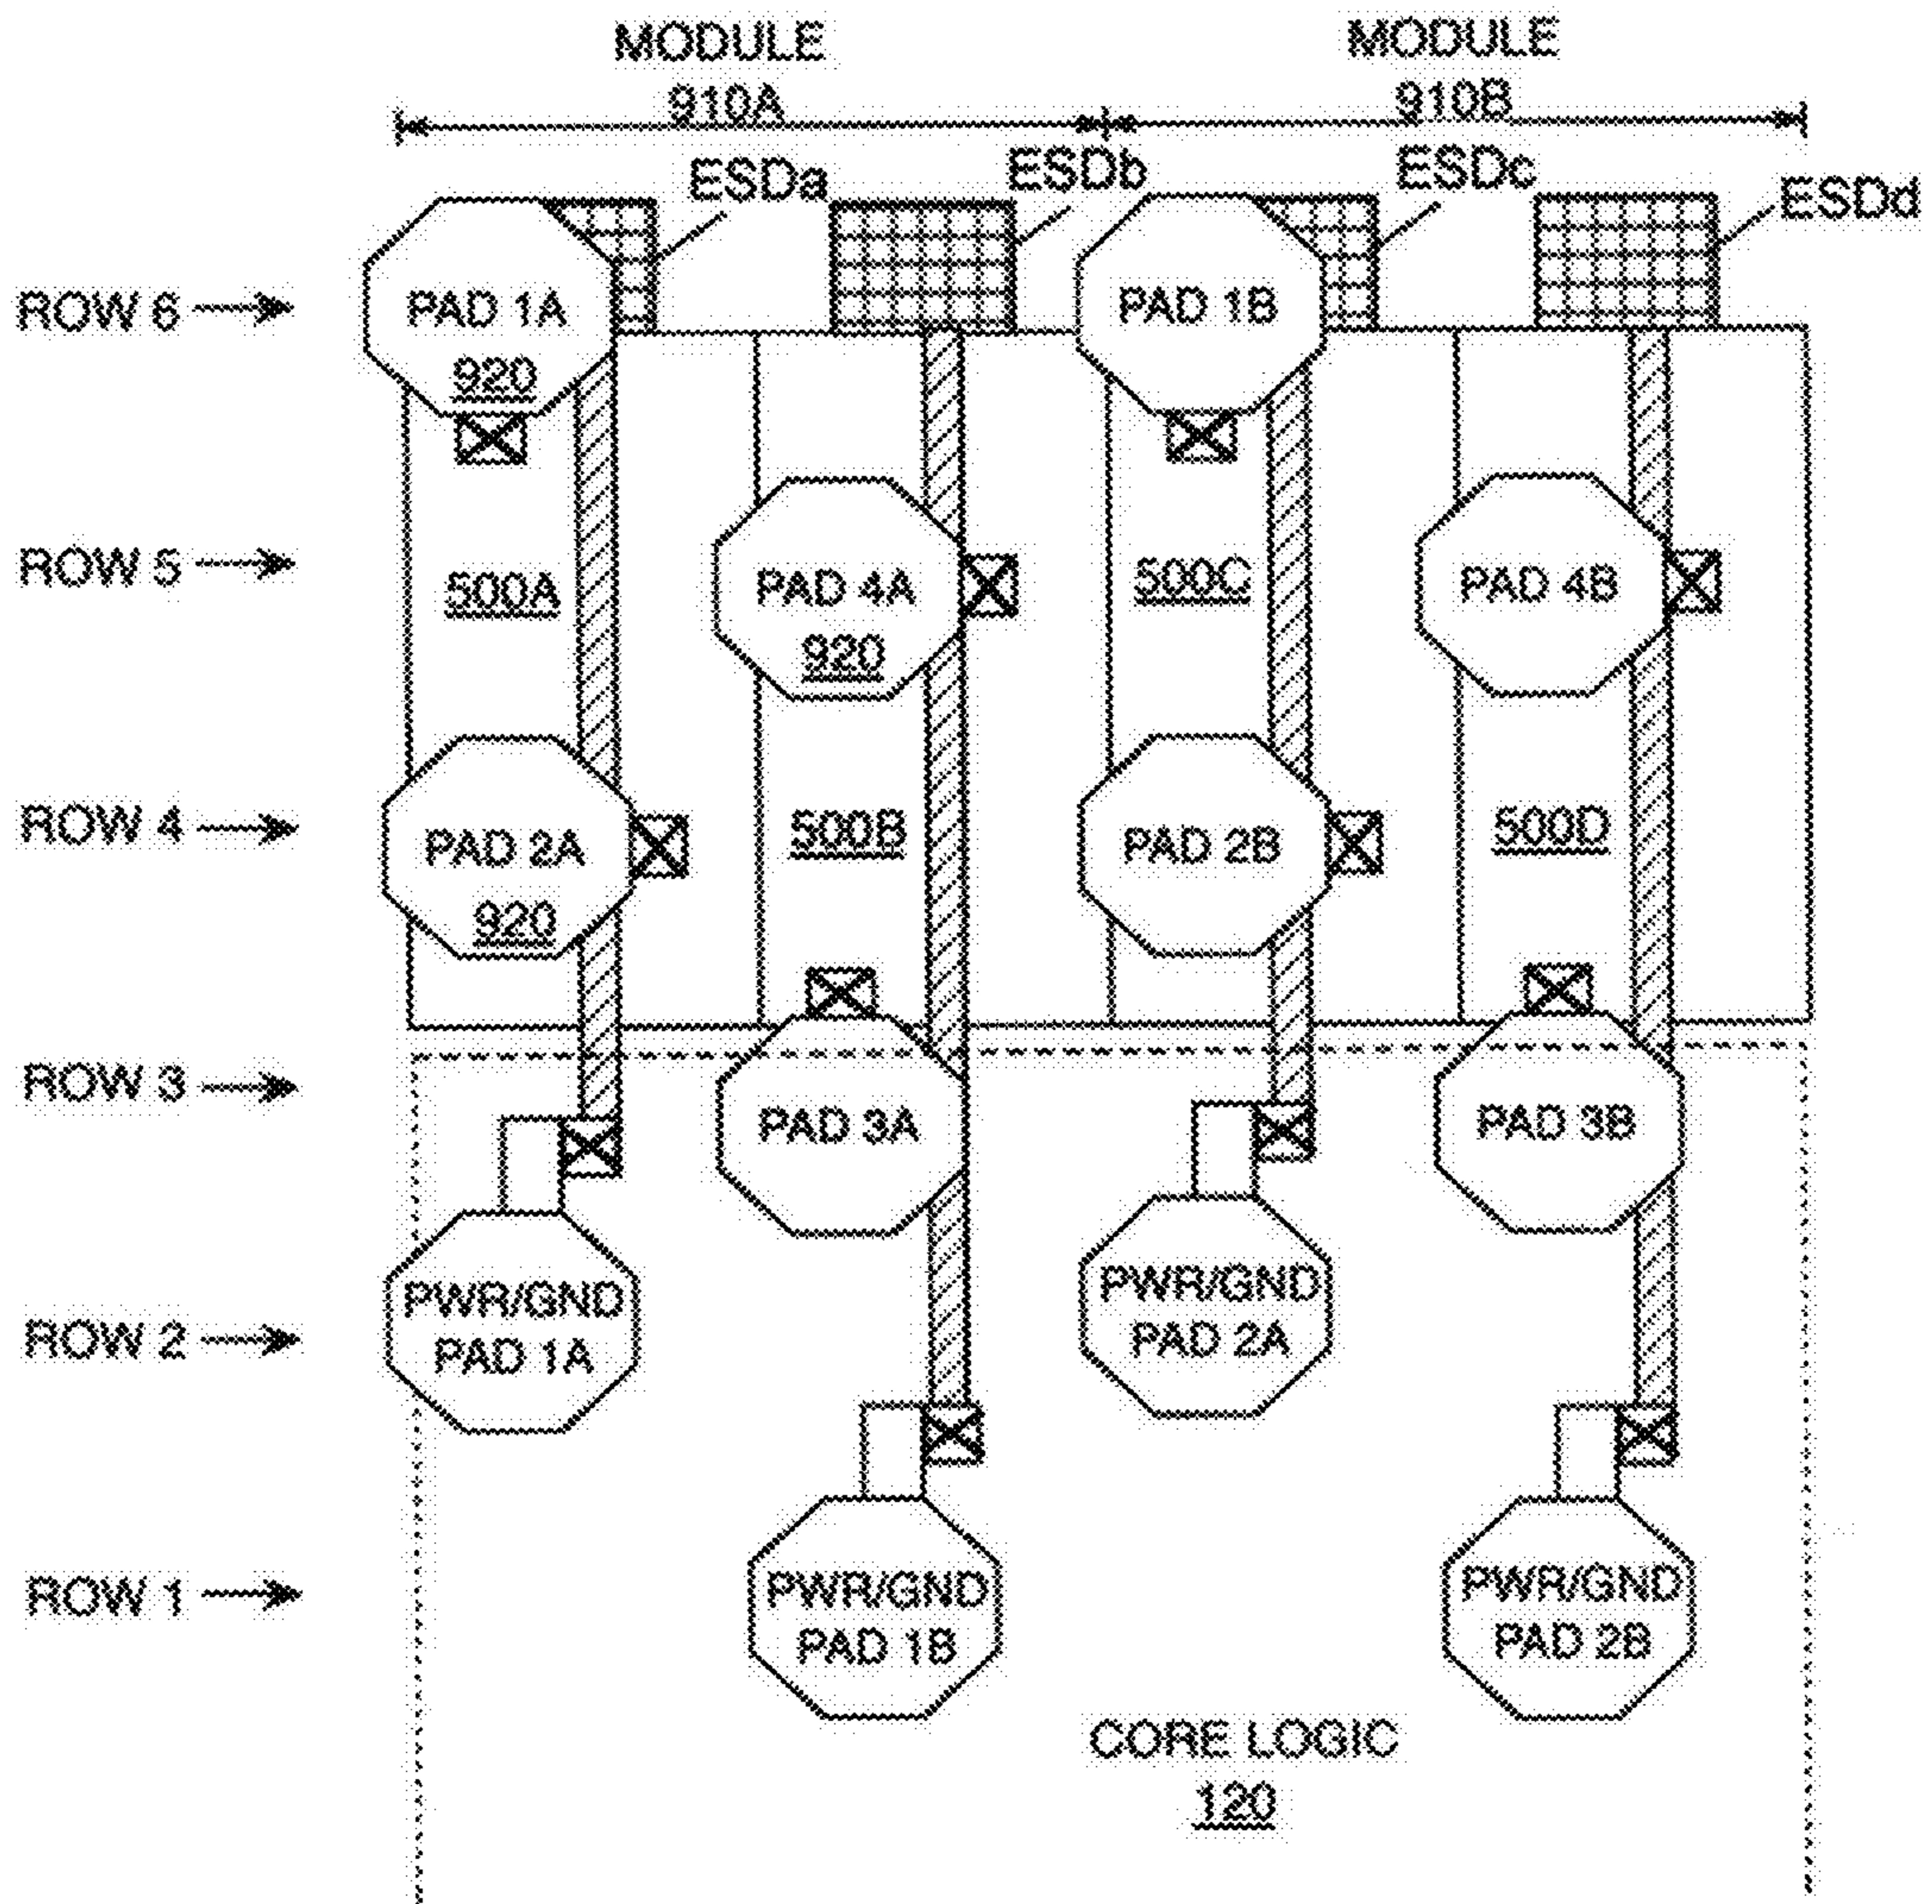 MODULE
910A
MODULE
910B
ESDa
ESDb
ESDc
ESDd
ROW 6
PAD 1A
920
PAD 1B
ROW 5
500A
PAD 4A
920
500C
PAD 4B
ROW 4
PAD 2A
920
500B
PAD 2B
500D
ROW 3
PAD 3A
PAD 3B
ROW 2
PWR/GND
PAD 1A
PWR/GND
PAD 2A
ROW 1
PWR/GND
PAD 1B
PWR/GND
PAD 2B
CORE LOGIC
120